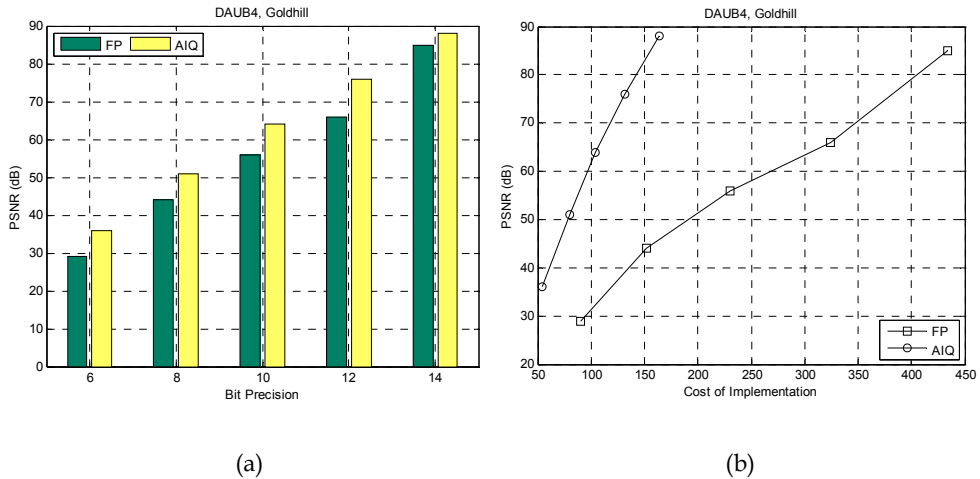 DAUB4, Goldhill
90
80
70
60
50
40
30
20
10
0
PSNR (dB)
FP AIQ
6 8 10 12 14
Bit Precision
(a)
DAUB4, Goldhill
90
80
70
60
50
40
30
20
PSNR (dB)
FP
AIQ
50 100 150 200 250 300 350 400 450
Cost of Implementation
(b)